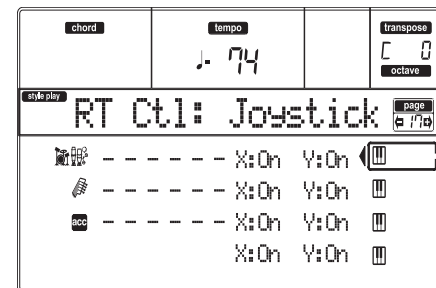 chord tempo transpose
♩- 74 C 0
octave
style play RT Ctl: Joystick page
17
X:On Y:On
X:On Y:On
acc X:On Y:On
X:On Y:On